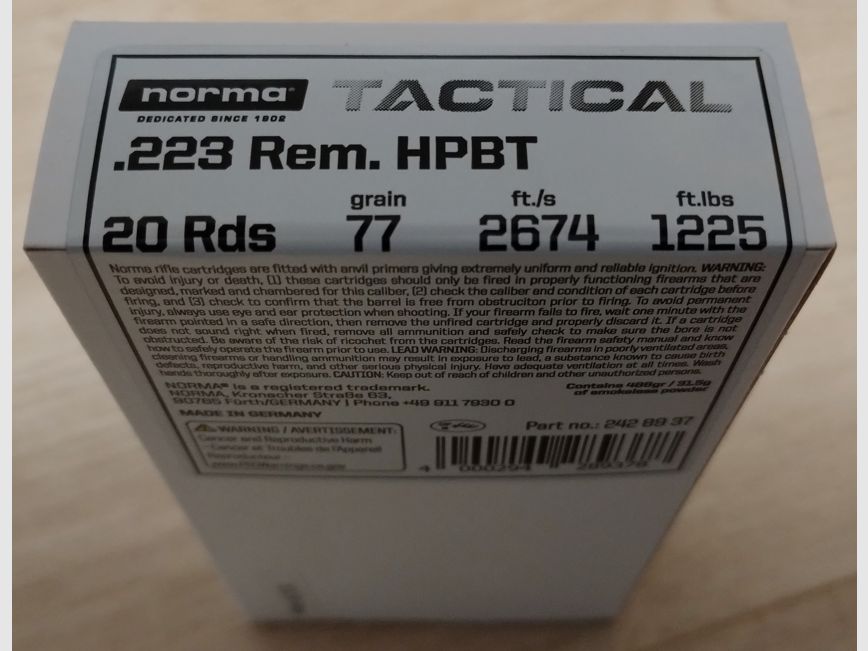 norma TACTICAL
DEDICATED SINCE 1902
.223 Rem. HPBT
grain ft./s ft.lbs
20 Rds 77 2674 1225
Norma rifle cartridges are fitted with anvil primers giving extremely uniform and reliable ignition. WARNING:
To avoid injury or death, (1) these cartridges should only be fired in properly functioning firearms that are
designed, marked and chambered for this caliber, (2) check the caliber and condition of each cartridge before
firing, and (3) check to confirm that the barrel is free from obstruciton prior to firing. To avoid permanent
injury, always use eye and ear protection when shooting. If your firearm fails to fire, wait one minute with the
firearm pointed in a safe direction, then remove the unfired cartridge and properly discard it. If a cartridge
does not sound right when fired, remove all ammunition and safely check to make sure the bore is not
obstructed. Be aware of the risk of ricochet from the cartridges. Read the firearm safety manual and know
how to safely operate the firearm prior to use. LEAD WARNING: Discharging firearms in poorly ventilated areas,
cleaning firearms or handling ammunition may result in exposure to lead, a substance known to cause birth
defects, reproductive harm, and other serious physical injury. Have adequate ventilation at all times. Wash
hands thoroughly after exposure. CAUTION: Keep out of reach of children and other unauthorized persons.
NORMA® is a registered trademark. Contains 486gr / 31.5g
NORMA, Kronacher Straße 63, of smokeless powder
90765 Fürth/GERMANY | Phone +49 911 7930 0
MADE IN GERMANY
WARNING / AVERTISSEMENT: Part no.: 242 89 37
Cancer and Reproductive Harm
- Cancer et Troubles de l'Appareil
Reproducteur -
www.P65Warnings.ca.gov
4 000294 289378